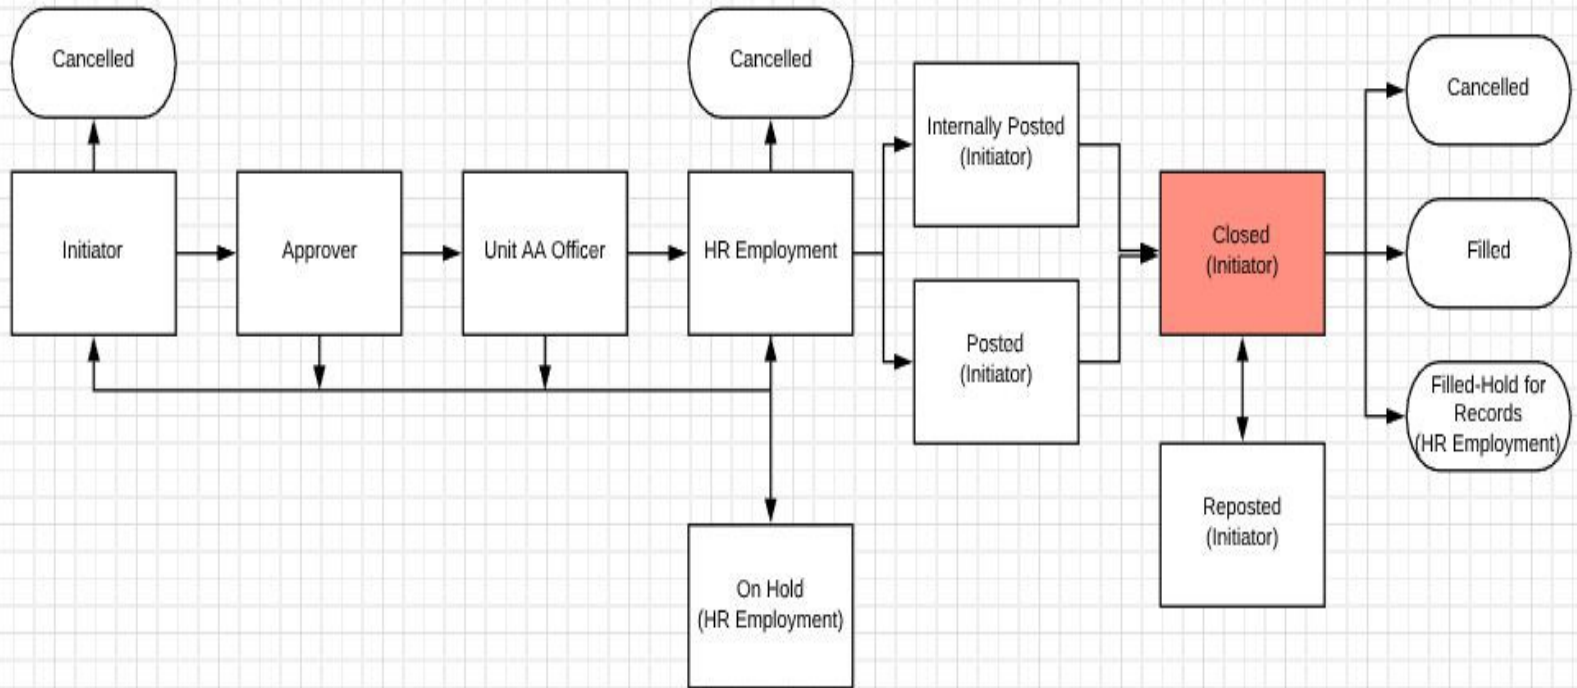 Cancelled
Cancelled
Cancelled
Internally Posted
(Initiator)
Initiator
Approver
Unit AA Officer
HR Employment
Closed
(Initiator)
Filled
Posted
(Initiator)
Filled-Hold for
Records
(HR Employment)
Reposted
(Initiator)
On Hold
(HR Employment)